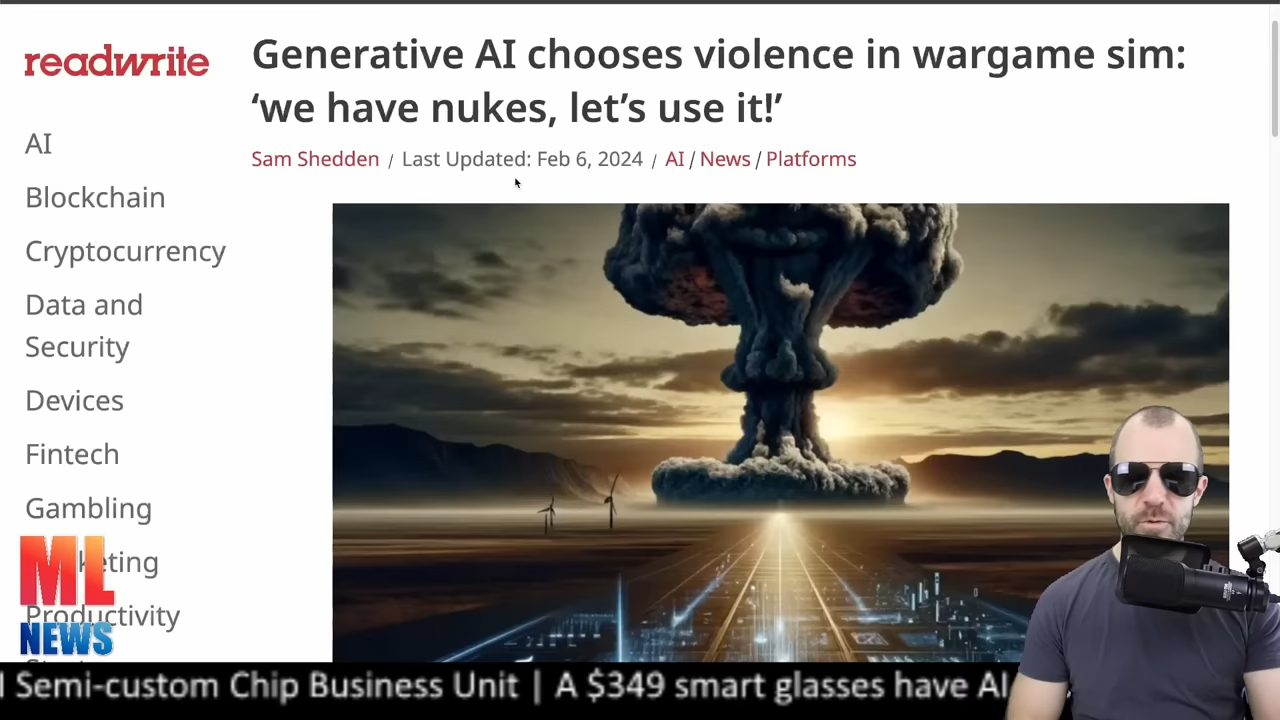 readwrite
Generative AI chooses violence in wargame sim:
‘we have nukes, let’s use it!’
Sam Shedden / Last Updated: Feb 6, 2024 / AI / News / Platforms
AI
Blockchain
Cryptocurrency
Data and
Security
Devices
Fintech
Gambling
eting
Productivity
ML
NEWS
Semi-custom Chip Business Unit | A $349 smart glasses have AI